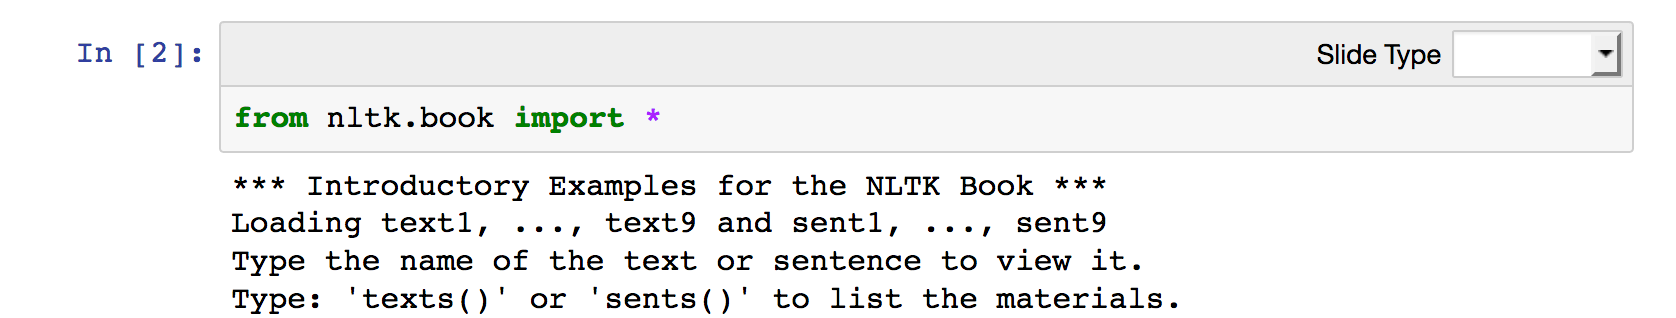 In [2]:
Slide Type
from nltk.book import *
*** Introductory Examples for the NLTK Book ***
Loading text1, ..., text9 and sent1, ..., sent9
Type the name of the text or sentence to view it.
Type: 'texts()' or 'sents()' to list the materials.